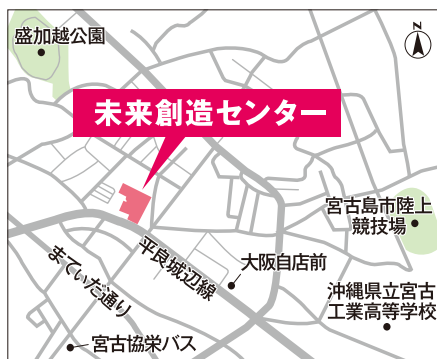 盛加越公園
N
未来創造センター
宮古島市陸上
競技場
大阪自店前
平良城辺線
まていだ通り
沖縄県立宮古
工業高等学校
宮古協栄バス